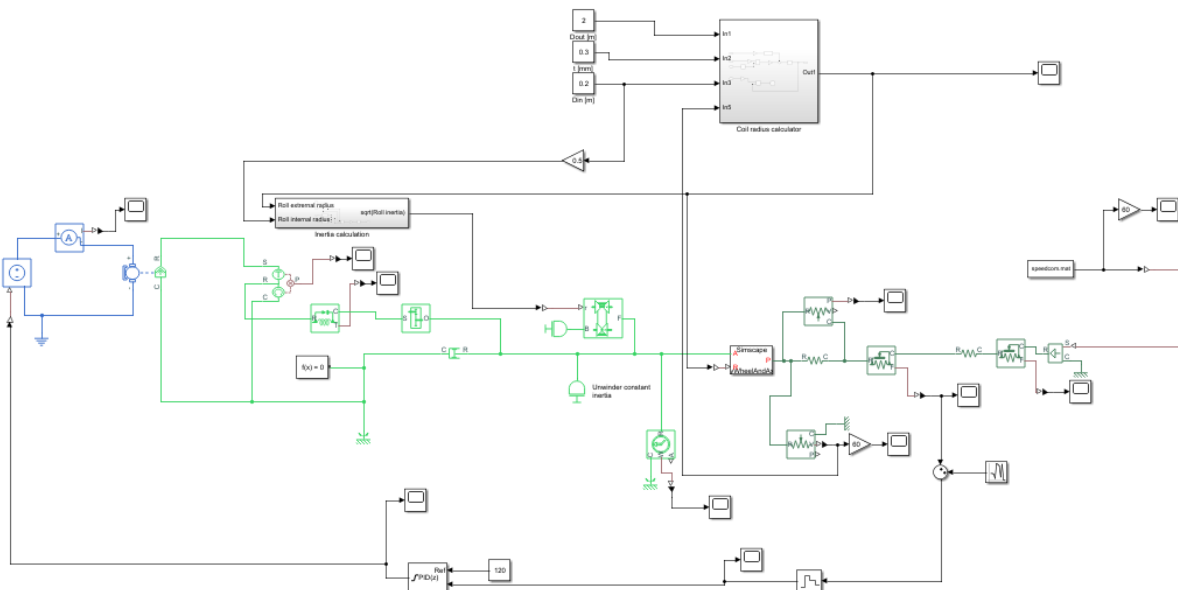 2
Dout [m]
0.3
t [mm]
0.2
Din [m]
In1
In2
In3
In5
Out1
Coil radius calculator
0.5
Roll extremal radius
Roll internal radius
sqrt(Roll inertia)
Inertia calculation
60
speedcom.mat
A
R
C
S
R
C
P
S
O
B
F
f(x) = 0
C
R
Unwinder constant
inertia
Simscape
A
P
B
R
C
R
C
S
C
60
PID(z)
Ref
120